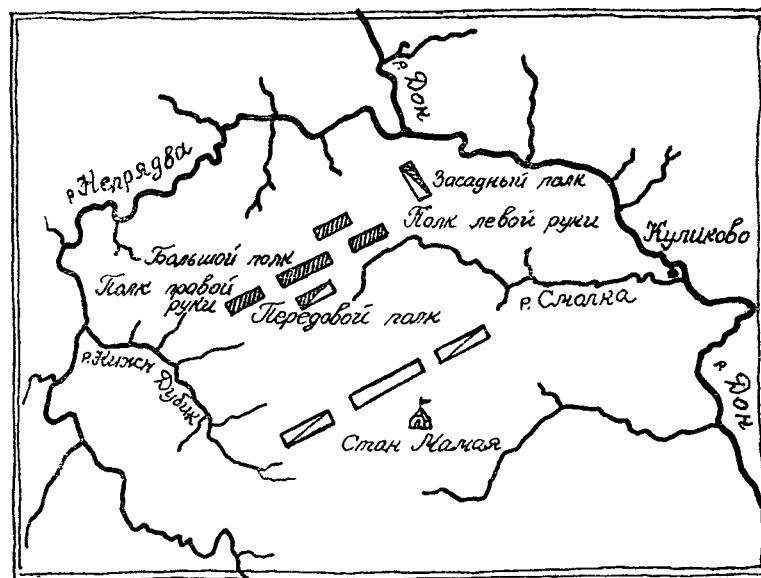 р. Дон
р. Непрядва
Засадный полк
Полк левой руки
Куликово
Большой полк
Полк правой
руки
Передовой полк
р. Смолка
р. Нижн
Дубик
р. Дон
Стан Мамая